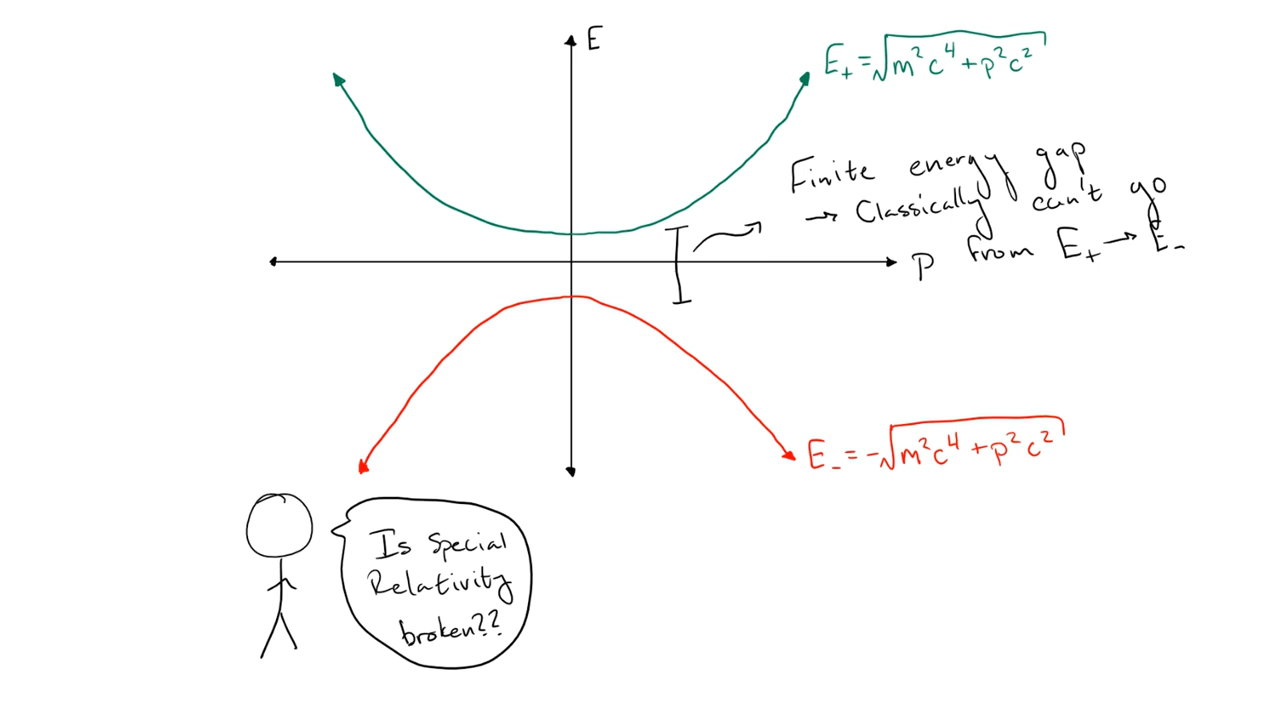 E
E₊ = √m²c⁴ + p²c²
Finite energy gap
→ Classically can't go
from E₊ → E₋
p
E₋ = -√m²c⁴ + p²c²
Is Special
Relativity
broken??